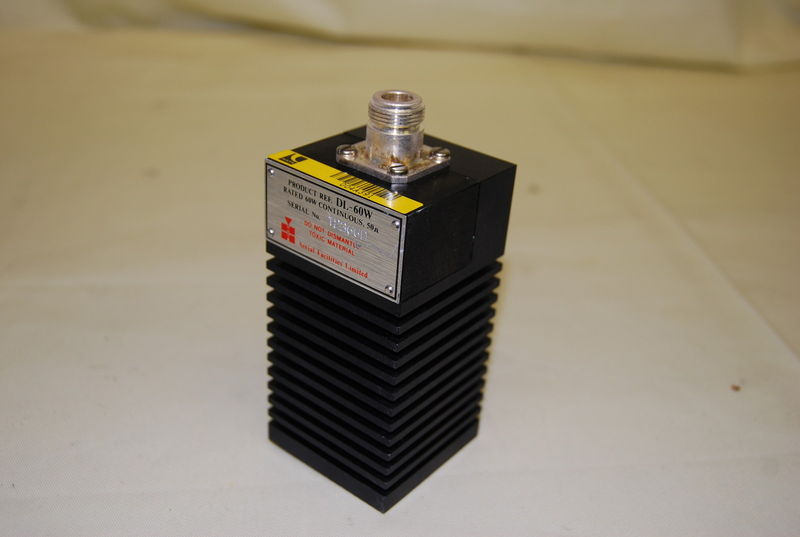 PRODUCT REF. DL-60W
RATED 60W CONTINUOUS, 50Ω
SERIAL No.
DO NOT DISMANTLE
TOXIC MATERIAL
Aerial Facilities Limited